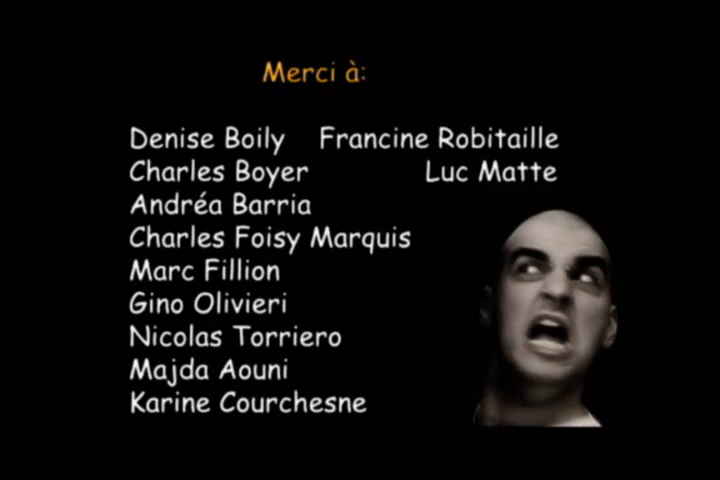 Merci à:
Denise Boily Francine Robitaille
Charles Boyer Luc Matte
Andréa Barria
Charles Foisy Marquis
Marc Fillion
Gino Olivieri
Nicolas Torriero
Majda Aouni
Karine Courchesne